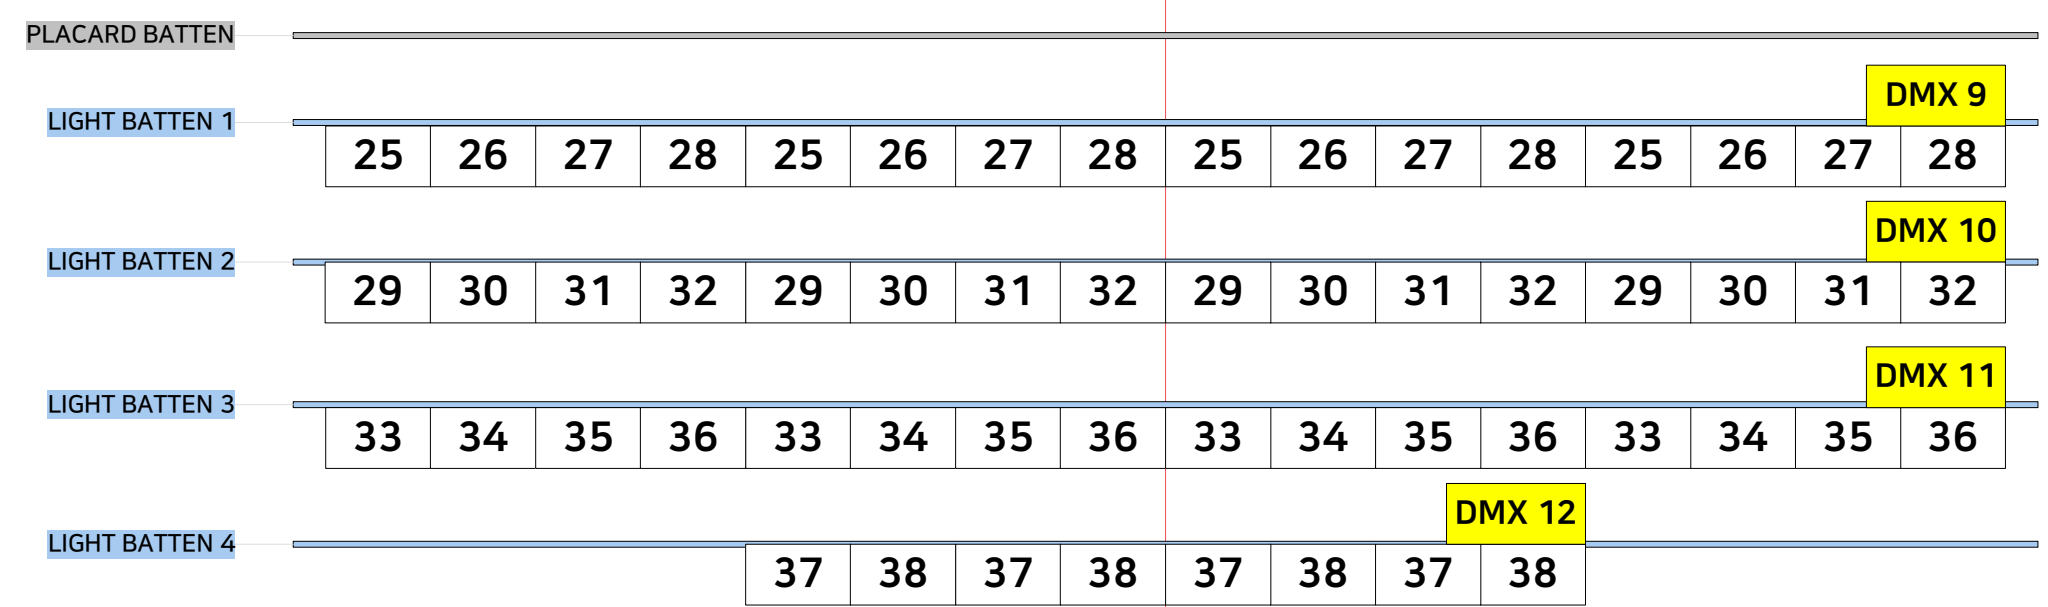 PLACARD BATTEN
DMX 9
LIGHT BATTEN 1
25 26 27 28 25 26 27 28 25 26 27 28 25 26 27 28
DMX 10
LIGHT BATTEN 2
29 30 31 32 29 30 31 32 29 30 31 32 29 30 31 32
DMX 11
LIGHT BATTEN 3
33 34 35 36 33 34 35 36 33 34 35 36 33 34 35 36
DMX 12
LIGHT BATTEN 4
37 38 37 38 37 38 37 38